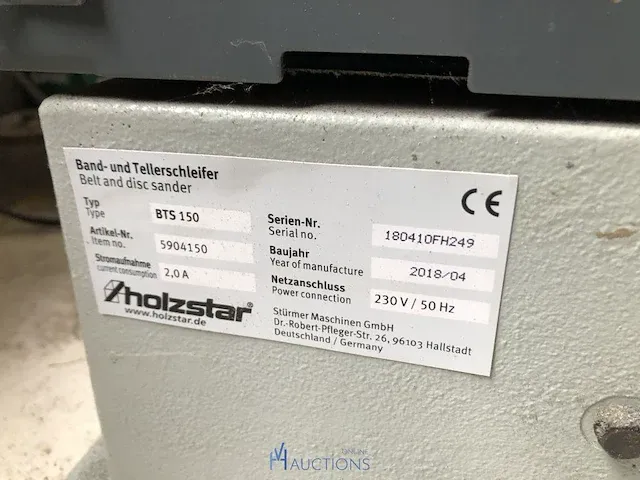 Band- und Tellerschleifer
Belt and disc sander
CE
Typ
Type
BTS 150
Artikel-Nr.
Item no.
5904150
Stromaufnahme
current consumption
2,0 A
holzstar®
www.holzstar.de
Serien-Nr.
Serial no.
180410FH249
Baujahr
Year of manufacture
2018/04
Netzanschluss
Power connection
230 V / 50 Hz
Stürmer Maschinen GmbH
Dr.-Robert-Pfleger-Str. 26, 96103 Hallstadt
Deutschland / Germany
ONLINE
AUCTIONS